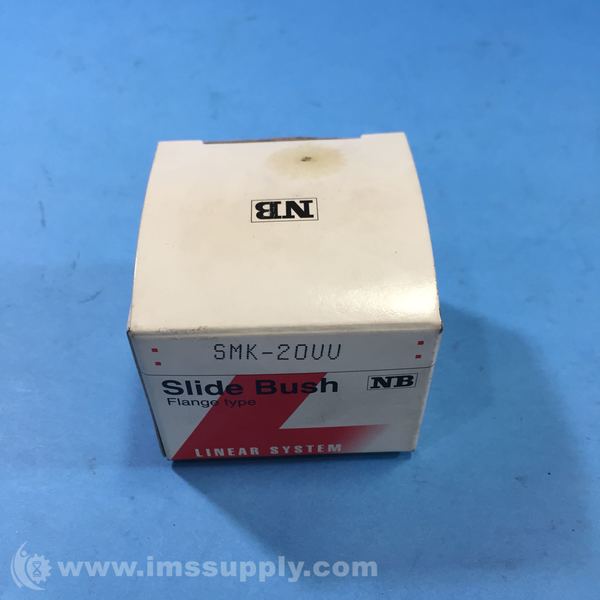 NB
SMK-20UU
Slide Bush
NB
Flange type
LINEAR SYSTEM
www.imssupply.com